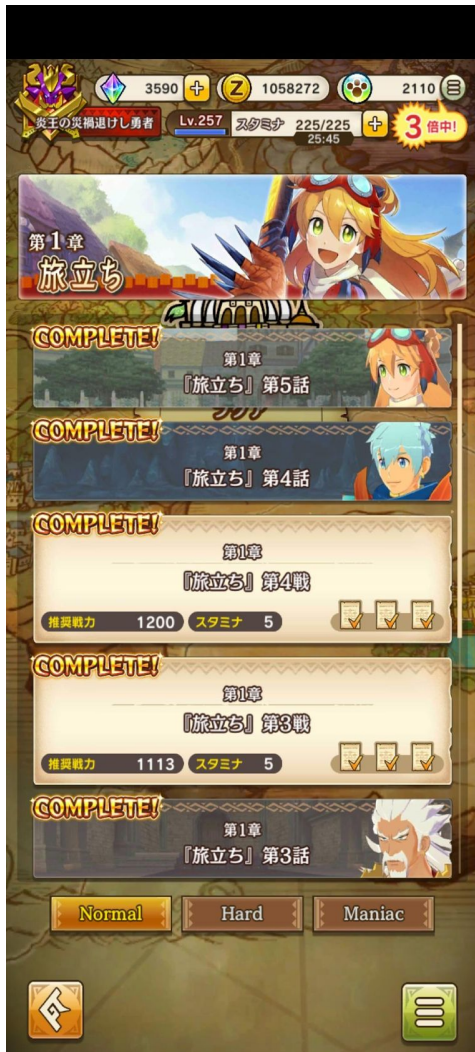 3590
1058272
2110
炎王の災禍退けし勇者
Lv.257
スタミナ 225/225
25:45
3倍中!
第1章
旅立ち
COMPLETE!
第1章
『旅立ち』第5話
COMPLETE!
第1章
『旅立ち』第4話
COMPLETE!
第1章
『旅立ち』第4戦
推奨戦力 1200 スタミナ 5
COMPLETE!
第1章
『旅立ち』第3戦
推奨戦力 1113 スタミナ 5
COMPLETE!
第1章
『旅立ち』第3話
Normal Hard Maniac